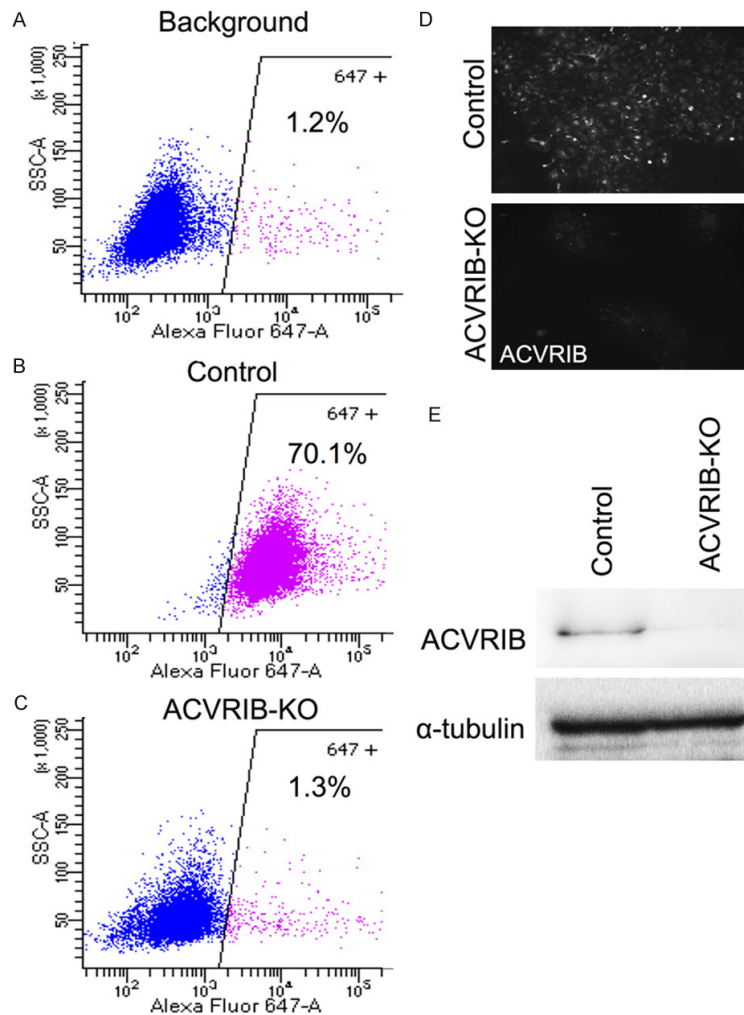 A
Background
647 +
1.2%
(x 1,000)
SSC-A
250
200
150
100
50
10²
10³
10⁴
10⁵
Alexa Fluor 647-A
B
Control
647 +
70.1%
(x 1,000)
SSC-A
250
200
150
100
50
10²
10³
10⁴
10⁵
Alexa Fluor 647-A
C
ACVRIB-KO
647 +
1.3%
(x 1,000)
SSC-A
250
200
150
100
50
10²
10³
10⁴
10⁵
Alexa Fluor 647-A
D
Control
ACVRIB-KO
ACVRIB
E
Control
ACVRIB-KO
ACVRIB
α-tubulin